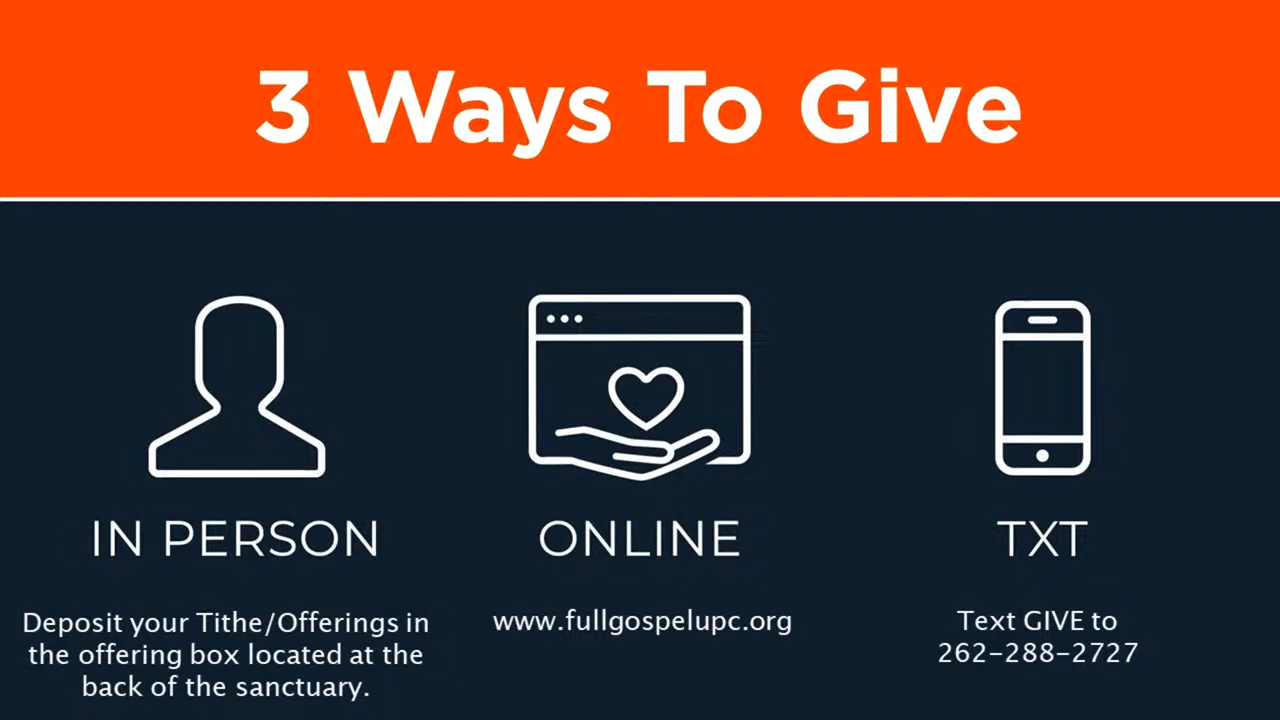 3 Ways To Give
IN PERSON
Deposit your Tithe/Offerings in
the offering box located at the
back of the sanctuary.
ONLINE
www.fullgospelupc.org
TXT
Text GIVE to
262-288-2727